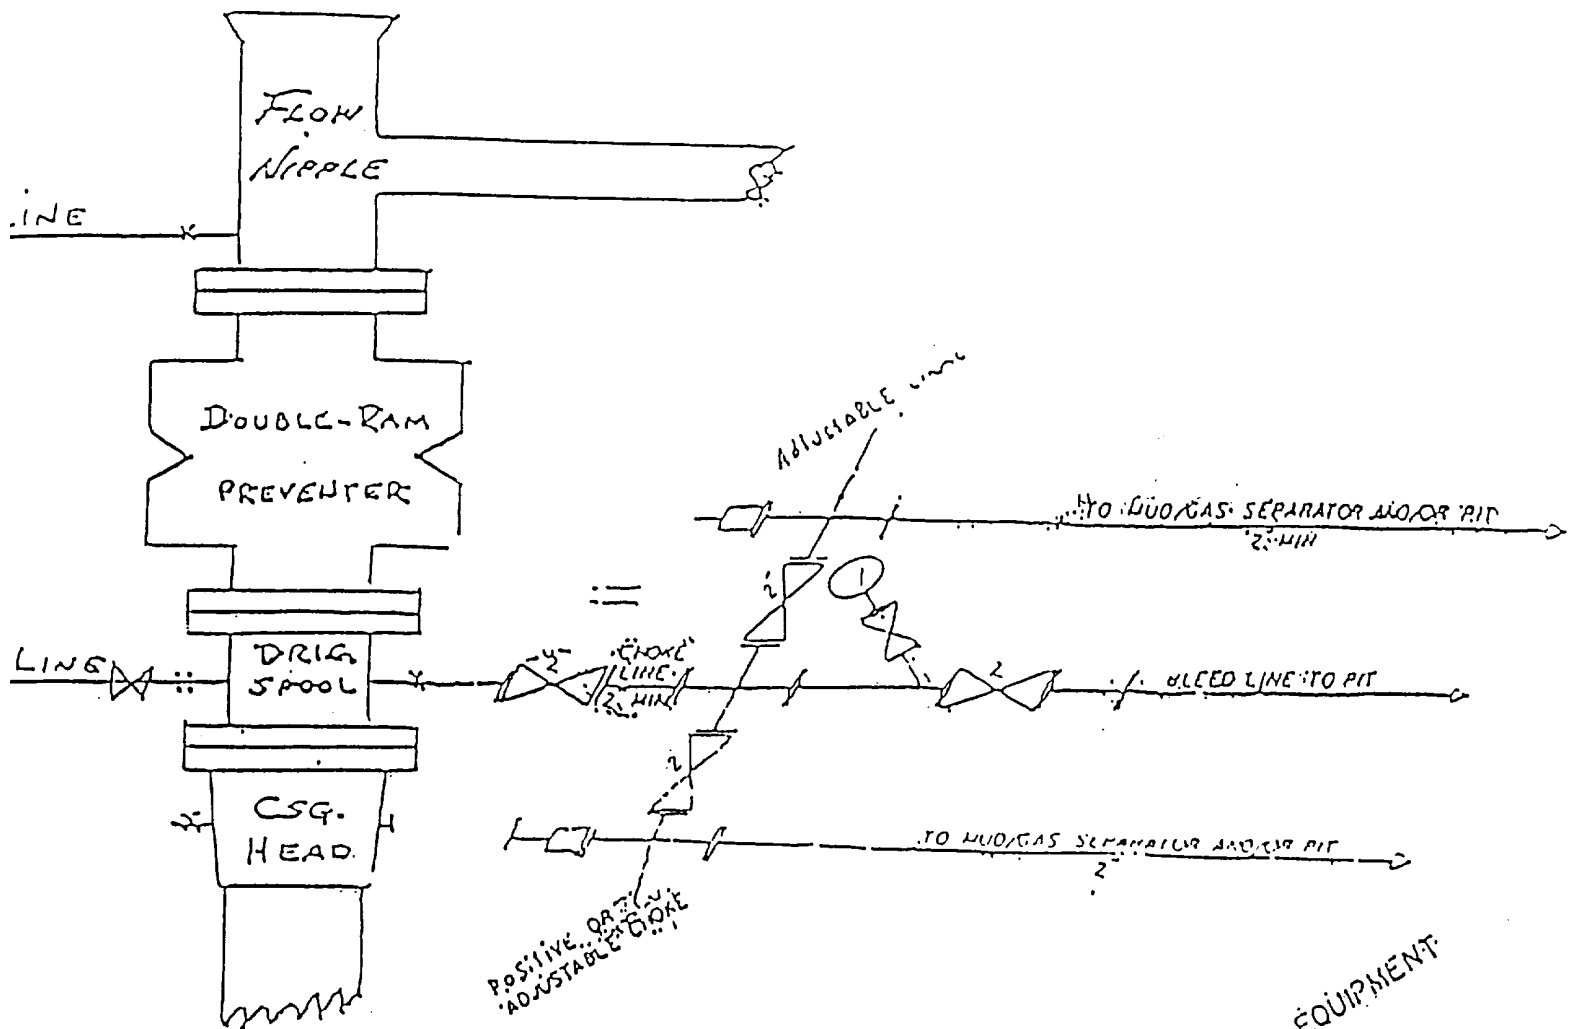 FLOW
NIPPLE
.INE
DOUBLE-RAM
PREVENTER
ADJUSTABLE
TO MUD/GAS SEPARATOR AND/OR PIT
2" MIN
2"
1
LINE
DRLG
SPOOL
2"
CHOKE
LINE
2" MIN
2
BLEED LINE TO PIT
2
CSG.
HEAD
TO MUD/GAS SEPARATOR AND/OR PIT
2"
POSITIVE OR
ADJUSTABLE CHOKE
EQUIPMENT